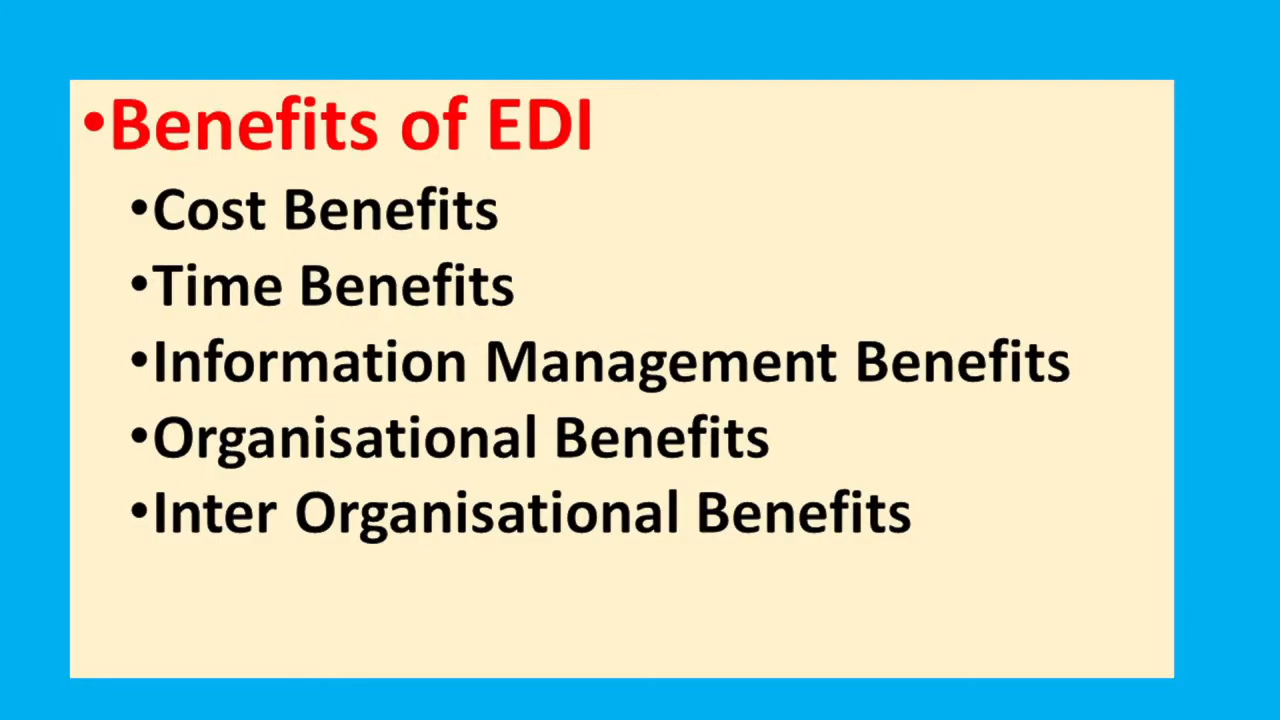 •Benefits of EDI
•Cost Benefits
•Time Benefits
•Information Management Benefits
•Organisational Benefits
•Inter Organisational Benefits